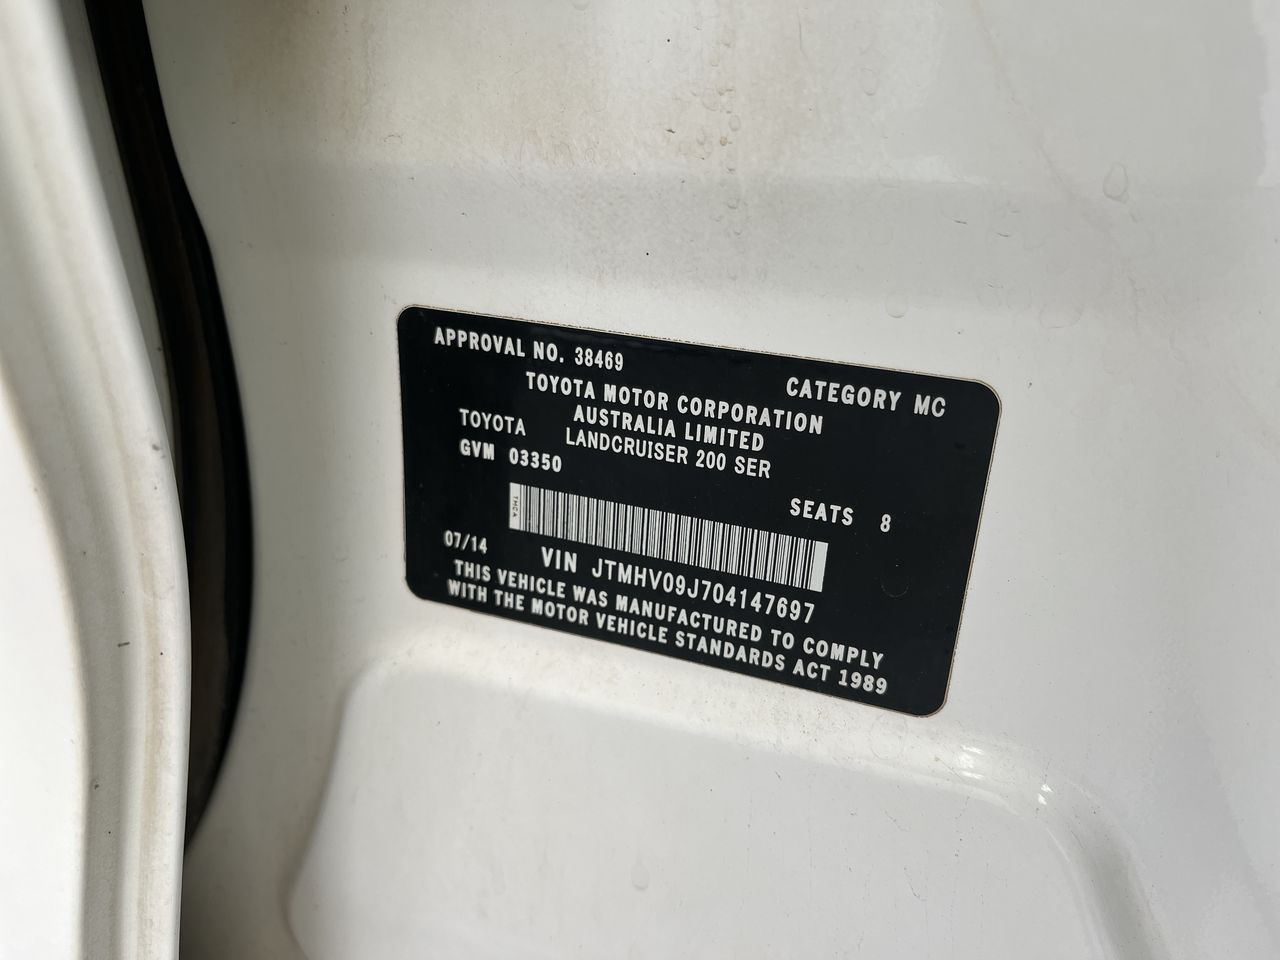 APPROVAL NO. 38469
CATEGORY MC
TOYOTA MOTOR CORPORATION
AUSTRALIA LIMITED
TOYOTA LANDCRUISER 200 SER
GVM 03350
SEATS 8
TMCA
07/14 VIN JTMHV09J704147697
THIS VEHICLE WAS MANUFACTURED TO COMPLY
WITH THE MOTOR VEHICLE STANDARDS ACT 1989